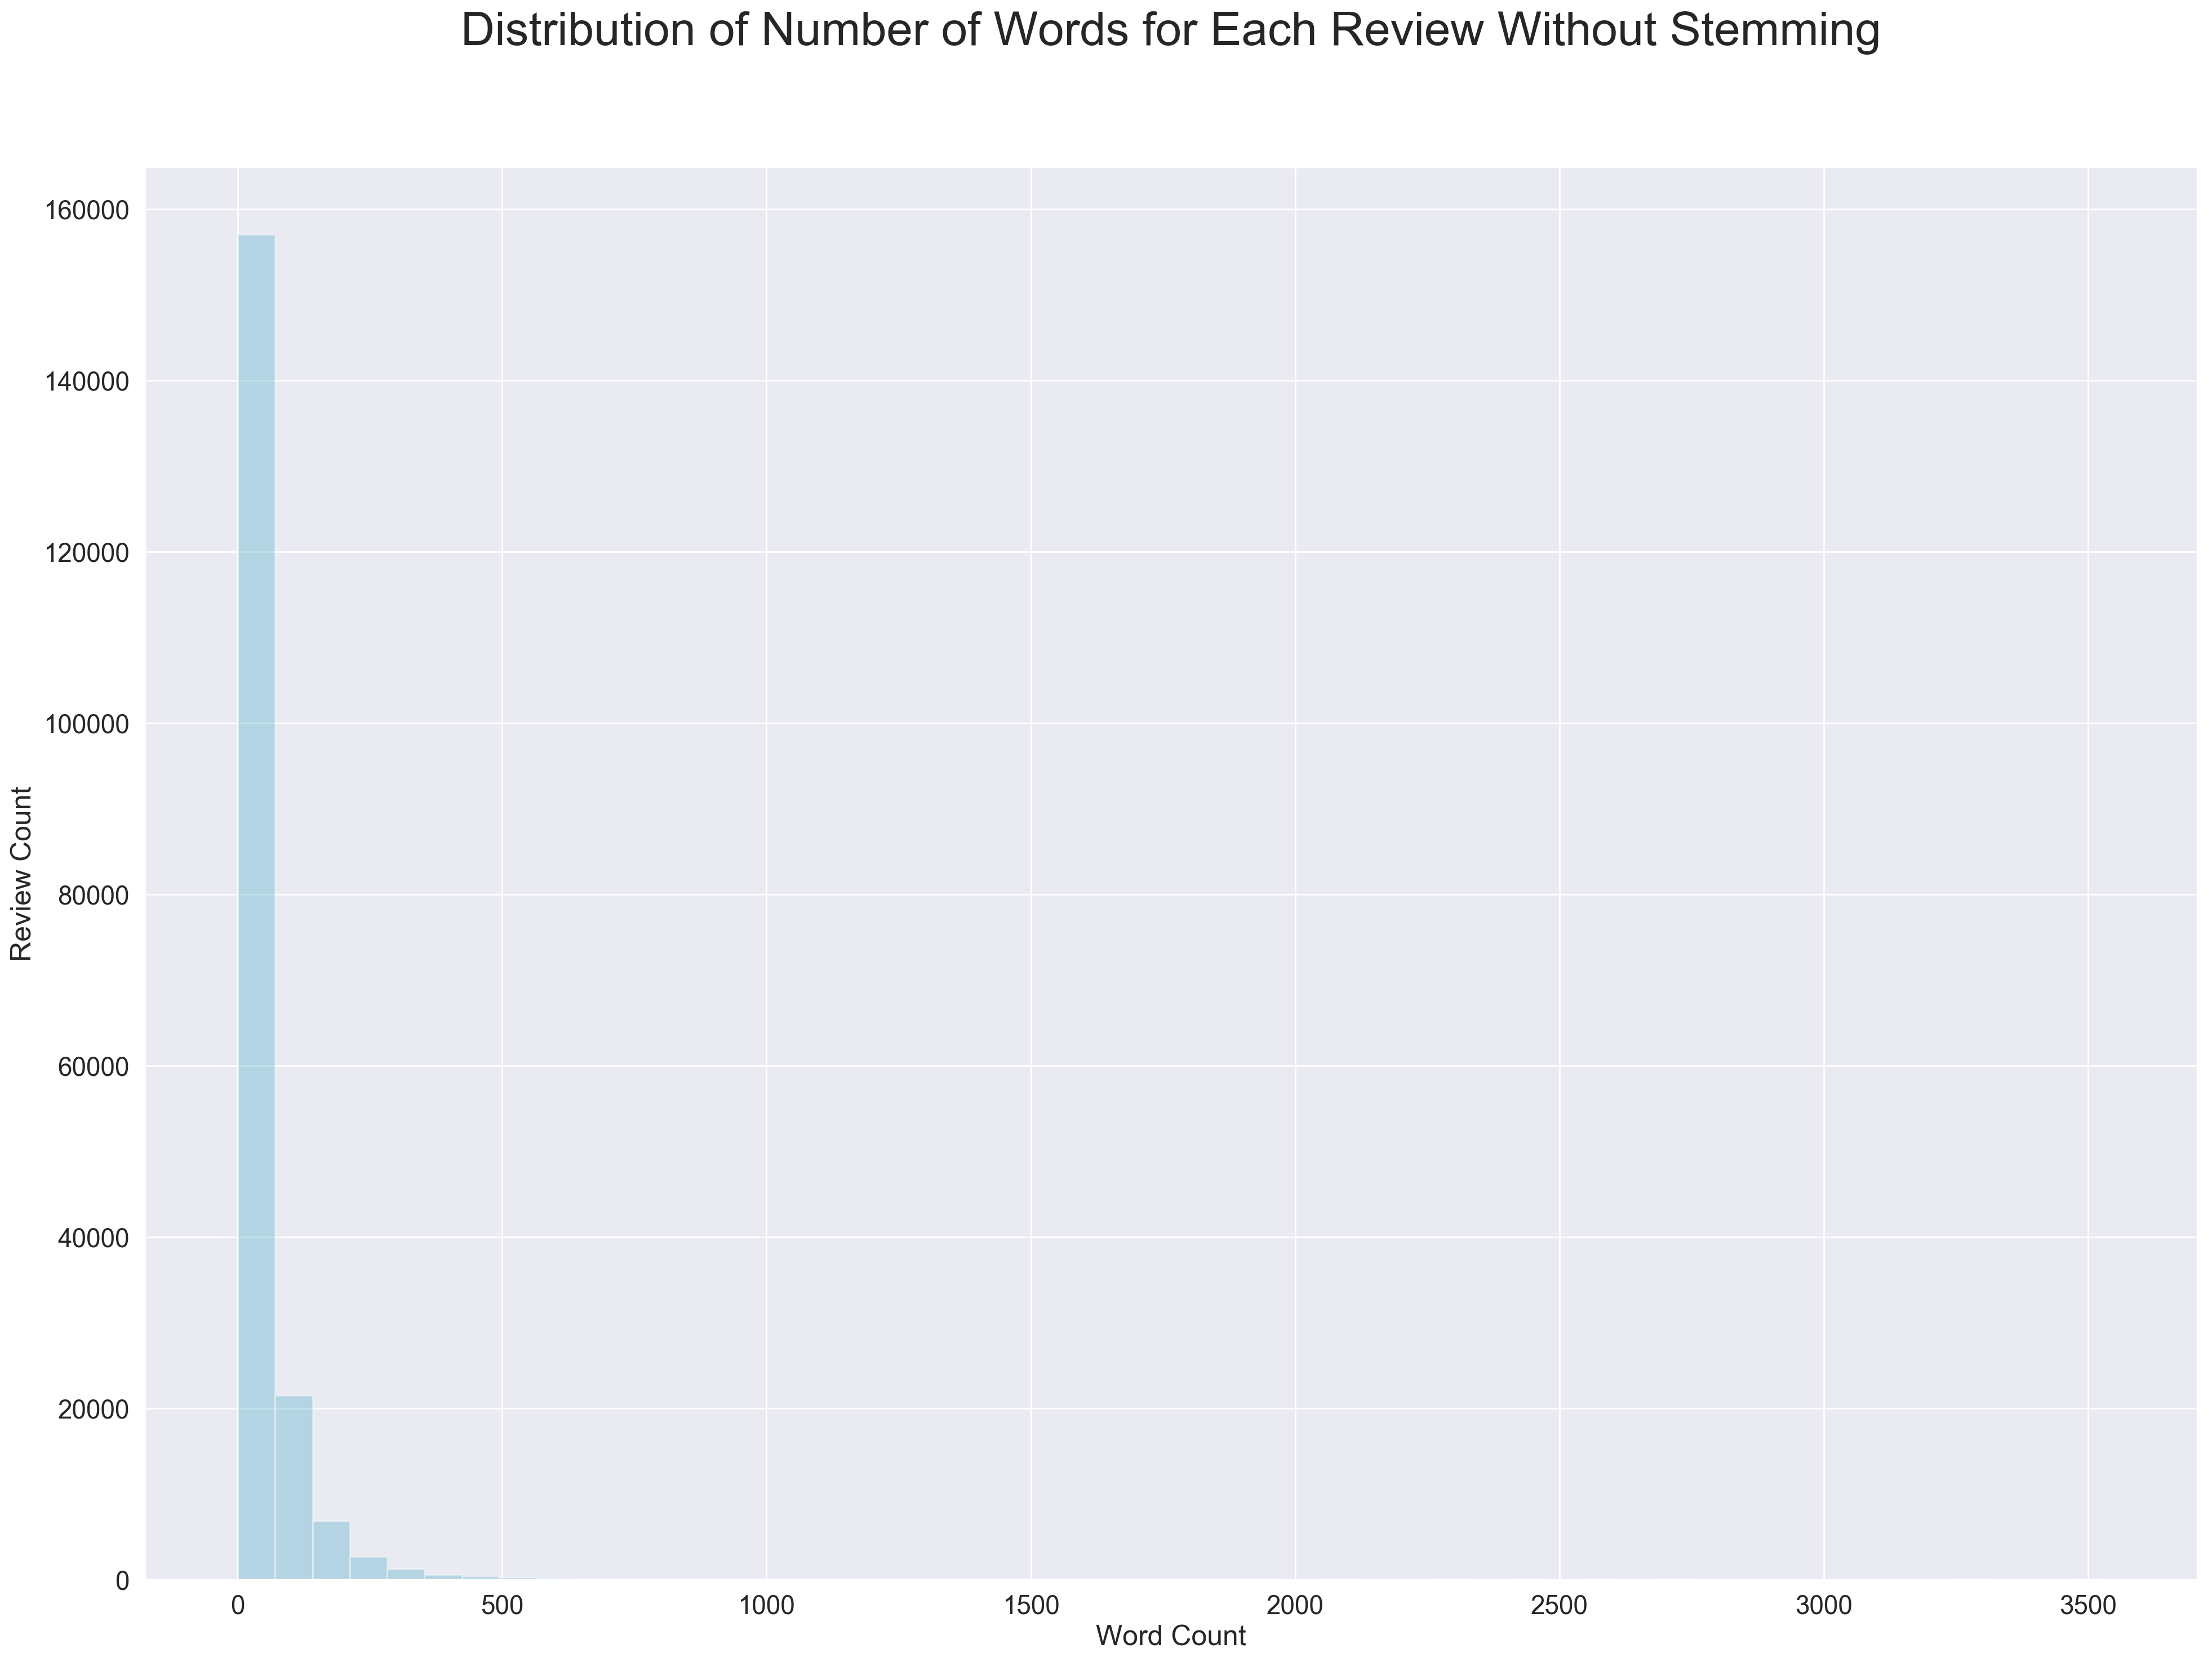 Distribution of Number of Words for Each Review Without Stemming
160000
140000
120000
100000
80000
60000
40000
20000
0
Review Count
0 500 1000 1500 2000 2500 3000 3500
Word Count